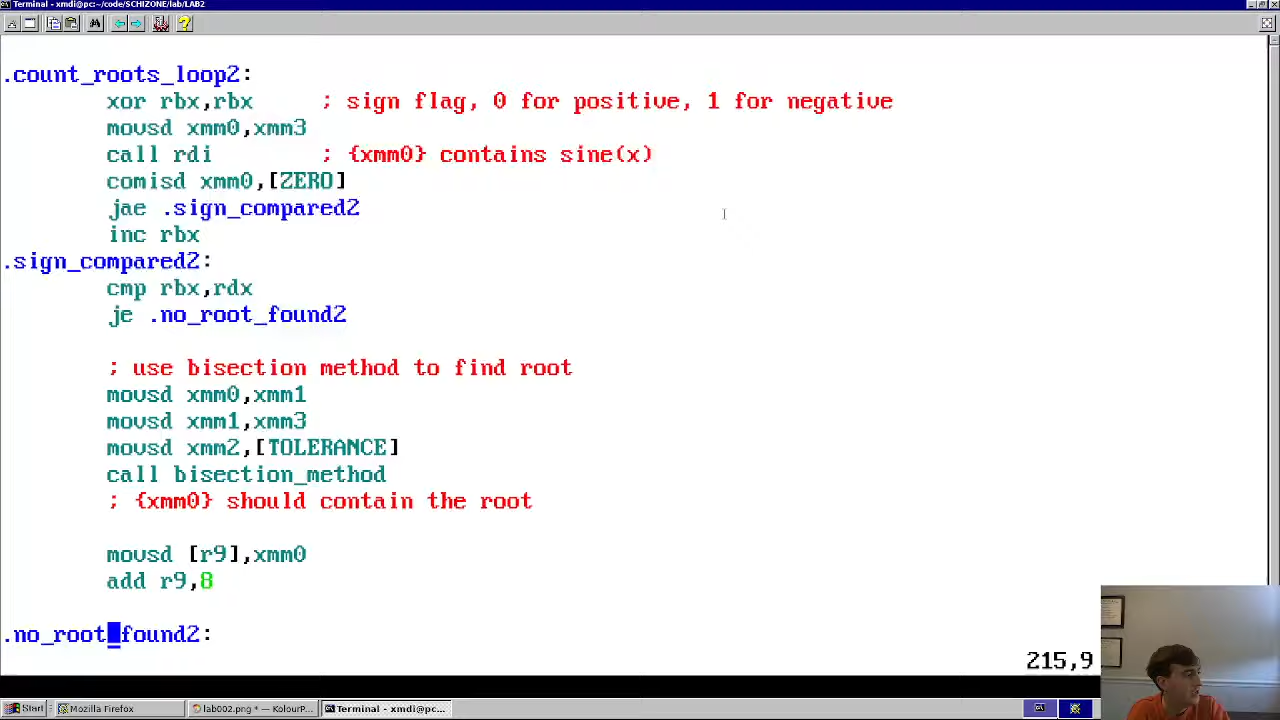 Terminal - xmdi@pc:~/code/SCHIZONE/lab/LAB2
.count_roots_loop2:
xor rbx,rbx ; sign flag, 0 for positive, 1 for negative
movsd xmm0,xmm3
call rdi ; {xmm0} contains sine(x)
comisd xmm0,[ZERO]
jae .sign_compared2
inc rbx
.sign_compared2:
cmp rbx,rdx
je .no_root_found2
; use bisection method to find root
movsd xmm0,xmm1
movsd xmm1,xmm3
movsd xmm2,[TOLERANCE]
call bisection_method
; {xmm0} should contain the root
movsd [r9],xmm0
add r9,8
.no_root_found2:
215,9
Start
Mozilla Firefox
lab002.png * — KolourP...
Terminal - xmdi@pc...